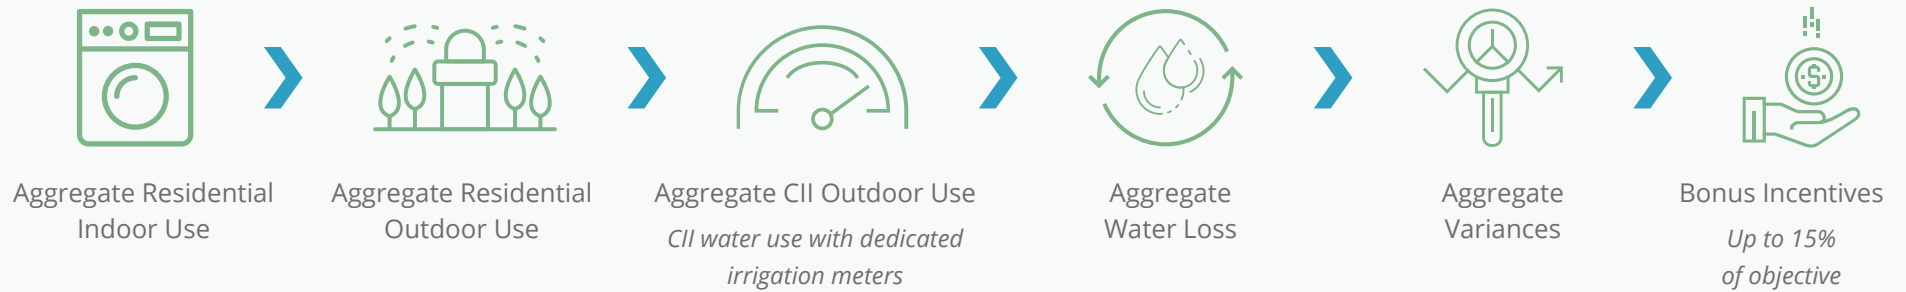 Aggregate Residential
Indoor Use
Aggregate Residential
Outdoor Use
Aggregate CII Outdoor Use
CII water use with dedicated
irrigation meters
Aggregate
Water Loss
Aggregate
Variances
$
Bonus Incentives
Up to 15%
of objective